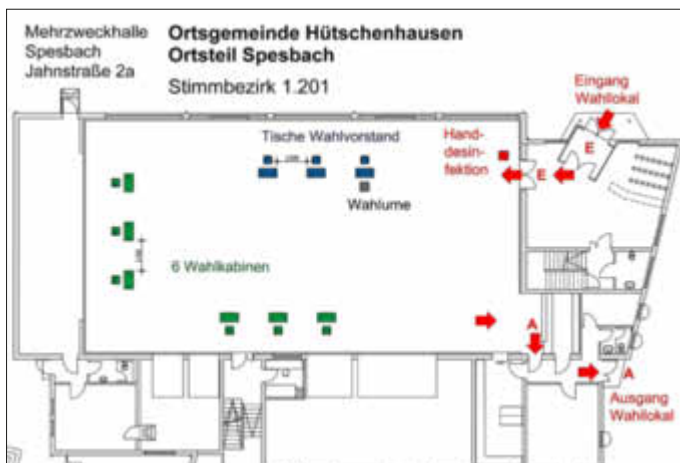 Mehrzweckhalle
Spesbach
Jahnstraße 2a
Ortsgemeinde Hütschenhausen
Ortsteil Spesbach
Stimmbezirk 1.201
Eingang
Wahllokal
Tische Wahlvorstand
Hand-
desin-
fektion
E
E
Wahlurne
6 Wahlkabinen
A
A
Ausgang
Wahllokal